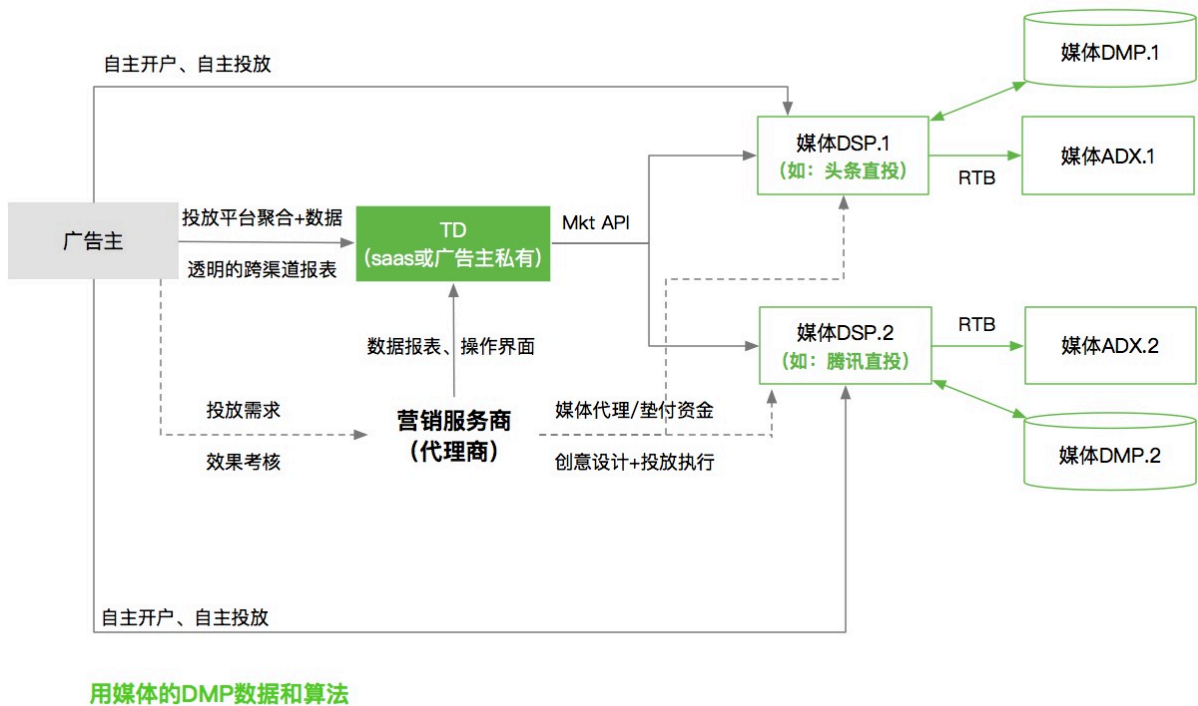 自主开户、自主投放
媒体DMP.1
媒体DSP.1
（如：头条直投）
RTB
媒体ADX.1
广告主
投放平台聚合+数据
透明的跨渠道报表
TD
（saas或广告主私有）
Mkt API
数据报表、操作界面
媒体DSP.2
（如：腾讯直投）
RTB
媒体ADX.2
投放需求
效果考核
营销服务商
（代理商）
媒体代理/垫付资金
创意设计+投放执行
媒体DMP.2
自主开户、自主投放
用媒体的DMP数据和算法